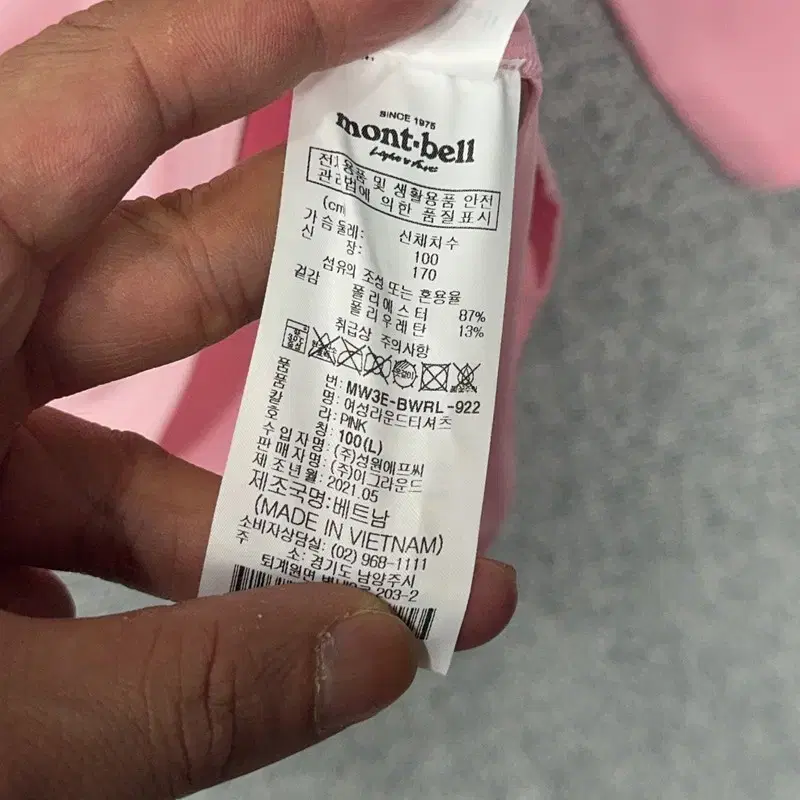 SINCE 1975
mont·bell
전기용품 및 생활용품 안전
관리법에 의한 품질표시
(cm) 신체치수
가슴둘레: 100
신 장: 170
섬유의 조성 또는 혼용율
겉감 폴리에스터 87%
폴리우레탄 13%
취급상 주의사항
품 번: MW3E-BWRL-922
품 명: 여성라운드티셔츠
칼 라: PINK
호 칭: 100(L)
수입자명: (주)성원에프씨
판매자명: (주)이그라운드
제조년월: 2021.05
제조국명: 베트남
(MADE IN VIETNAM)
소비자상담실: (02) 968-1111
주 소: 경기도 남양주시
퇴계원면 203-2